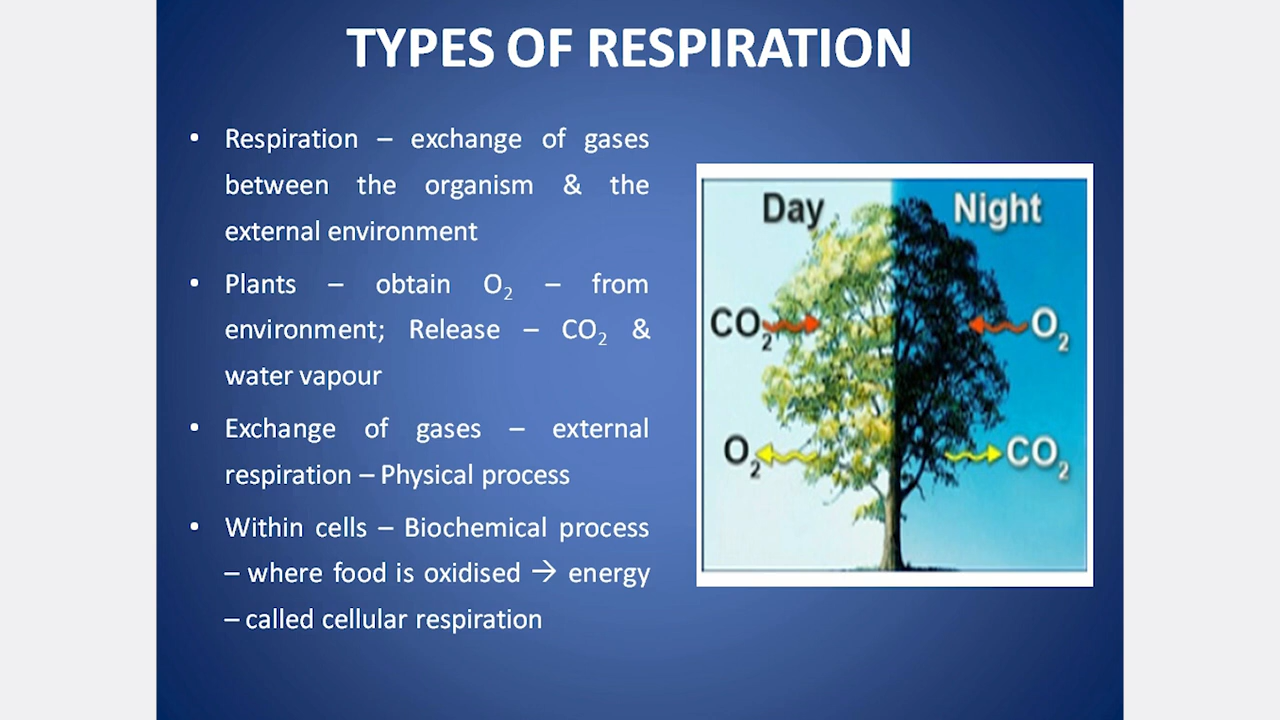 TYPES OF RESPIRATION
• Respiration – exchange of gases
between the organism & the
external environment
• Plants – obtain O₂ – from
environment; Release – CO₂ &
water vapour
• Exchange of gases – external
respiration – Physical process
• Within cells – Biochemical process
– where food is oxidised → energy
– called cellular respiration
Day Night
CO₂ O₂
O₂ CO₂